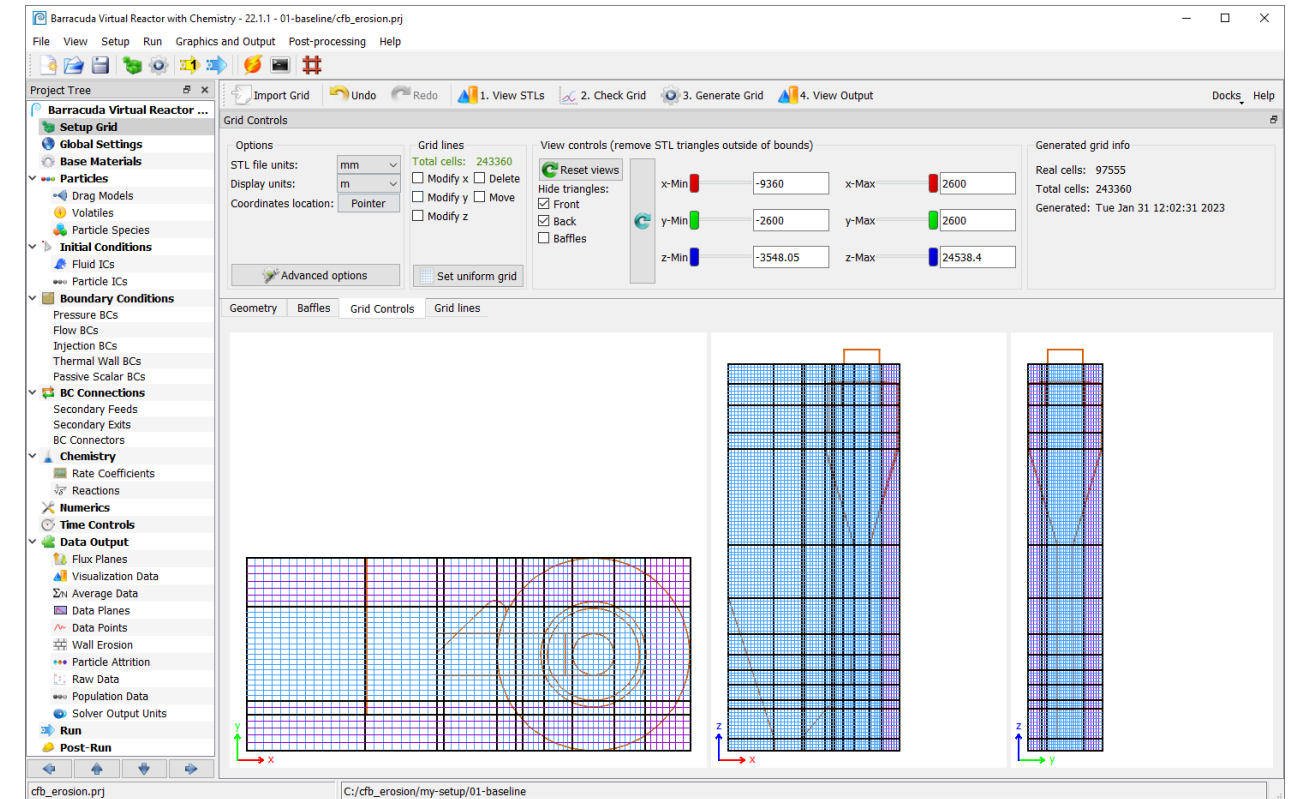 Barracuda Virtual Reactor with Chemistry - 22.1.1 - 01-baseline/cfb_erosion.prj
File View Setup Run Graphics and Output Post-processing Help
Project Tree
Barracuda Virtual Reactor ...
Setup Grid
Global Settings
Base Materials
Particles
Drag Models
Volatiles
Particle Species
Initial Conditions
Fluid ICs
Particle ICs
Boundary Conditions
Pressure BCs
Flow BCs
Injection BCs
Thermal Wall BCs
Passive Scalar BCs
BC Connections
Secondary Feeds
Secondary Exits
BC Connectors
Chemistry
Rate Coefficients
Reactions
Numerics
Time Controls
Data Output
Flux Planes
Visualization Data
Σ/N Average Data
Data Planes
Data Points
Wall Erosion
Particle Attrition
Raw Data
Population Data
Solver Output Units
Run
Post-Run
Import Grid Undo Redo 1. View STLs 2. Check Grid 3. Generate Grid 4. View Output Docks Help
Grid Controls
Options
STL file units: mm
Display units: m
Coordinates location: Pointer
Advanced options
Grid lines
Total cells: 243360
Modify x Delete
Modify y Move
Modify z
Set uniform grid
View controls (remove STL triangles outside of bounds)
Reset views
Hide triangles:
Front
Back
Baffles
x-Min -9360 x-Max 2600
y-Min -2600 y-Max 2600
z-Min -3548.05 z-Max 24538.4
Generated grid info
Real cells: 97555
Total cells: 243360
Generated: Tue Jan 31 12:02:31 2023
Geometry Baffles Grid Controls Grid lines
y
x
z
x
z
y
cfb_erosion.prj C:/cfb_erosion/my-setup/01-baseline